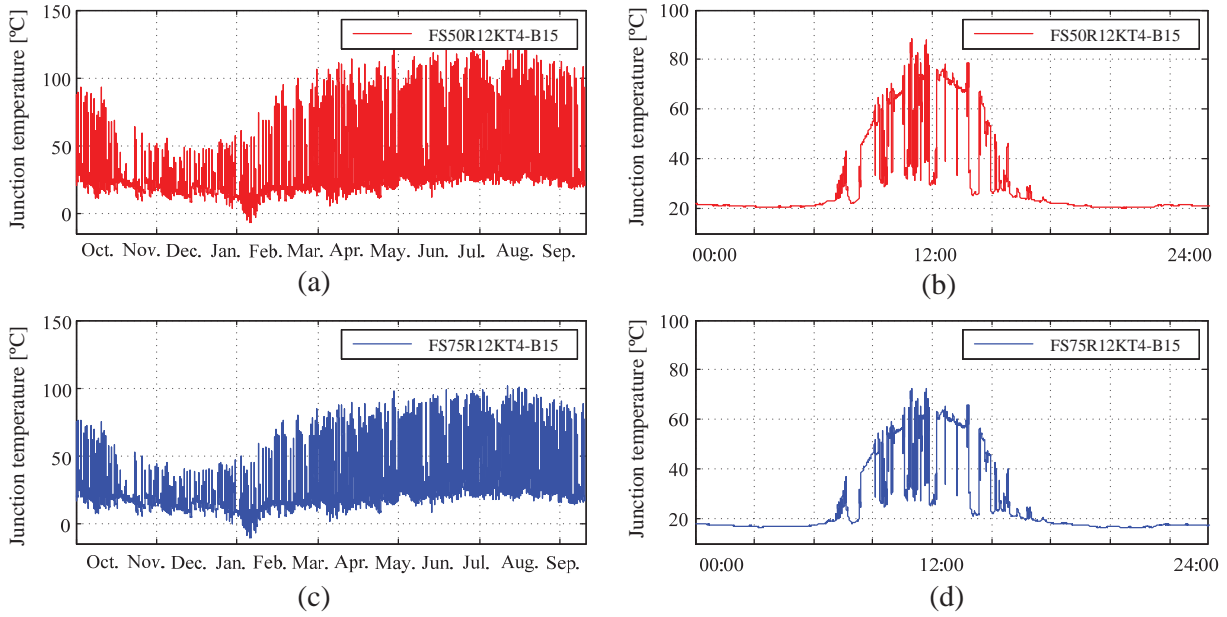 Junction temperature [ºC]
150
100
50
0
FS50R12KT4-B15
Oct. Nov. Dec. Jan. Feb. Mar. Apr. May. Jun. Jul. Aug. Sep.
(a)
Junction temperature [ºC]
100
80
60
40
20
FS50R12KT4-B15
00:00 12:00 24:00
(b)
Junction temperature [ºC]
150
100
50
0
FS75R12KT4-B15
Oct. Nov. Dec. Jan. Feb. Mar. Apr. May. Jun. Jul. Aug. Sep.
(c)
Junction temperature [ºC]
100
80
60
40
20
FS75R12KT4-B15
00:00 12:00 24:00
(d)